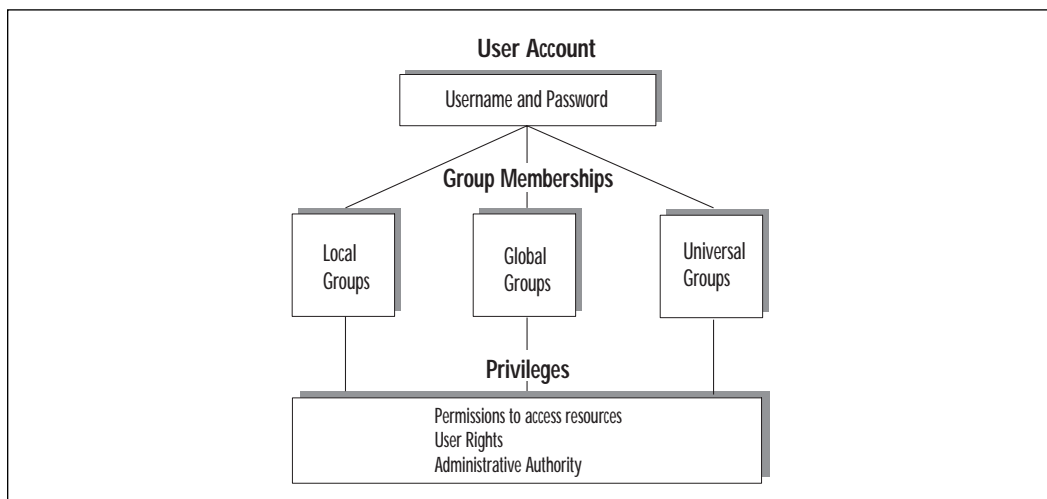 User Account
Username and Password
Group Memberships
Local
Groups
Global
Groups
Universal
Groups
Privileges
Permissions to access resources
User Rights
Administrative Authority